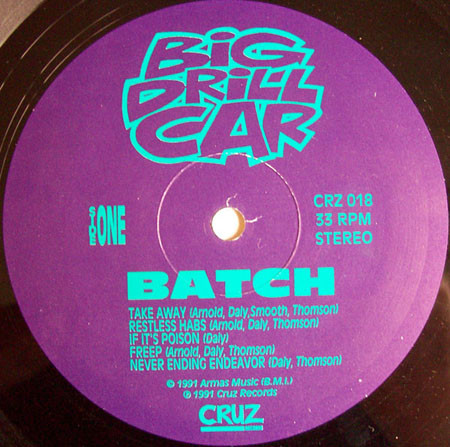 BIG
DRILL
CAR
SIDE ONE
CRZ 018
33 RPM
STEREO
BATCH
TAKE AWAY (Arnold, Daly,Smooth, Thomson)
RESTLESS HABS (Arnold, Daly, Thomson)
IF IT'S POISON (Daly)
FREEP (Arnold, Daly, Thomson)
NEVER ENDING ENDEAVOR (Daly, Thomson)
© 1991 Armas Music (B.M.I.)
℗ 1991 Cruz Records
CRUZ